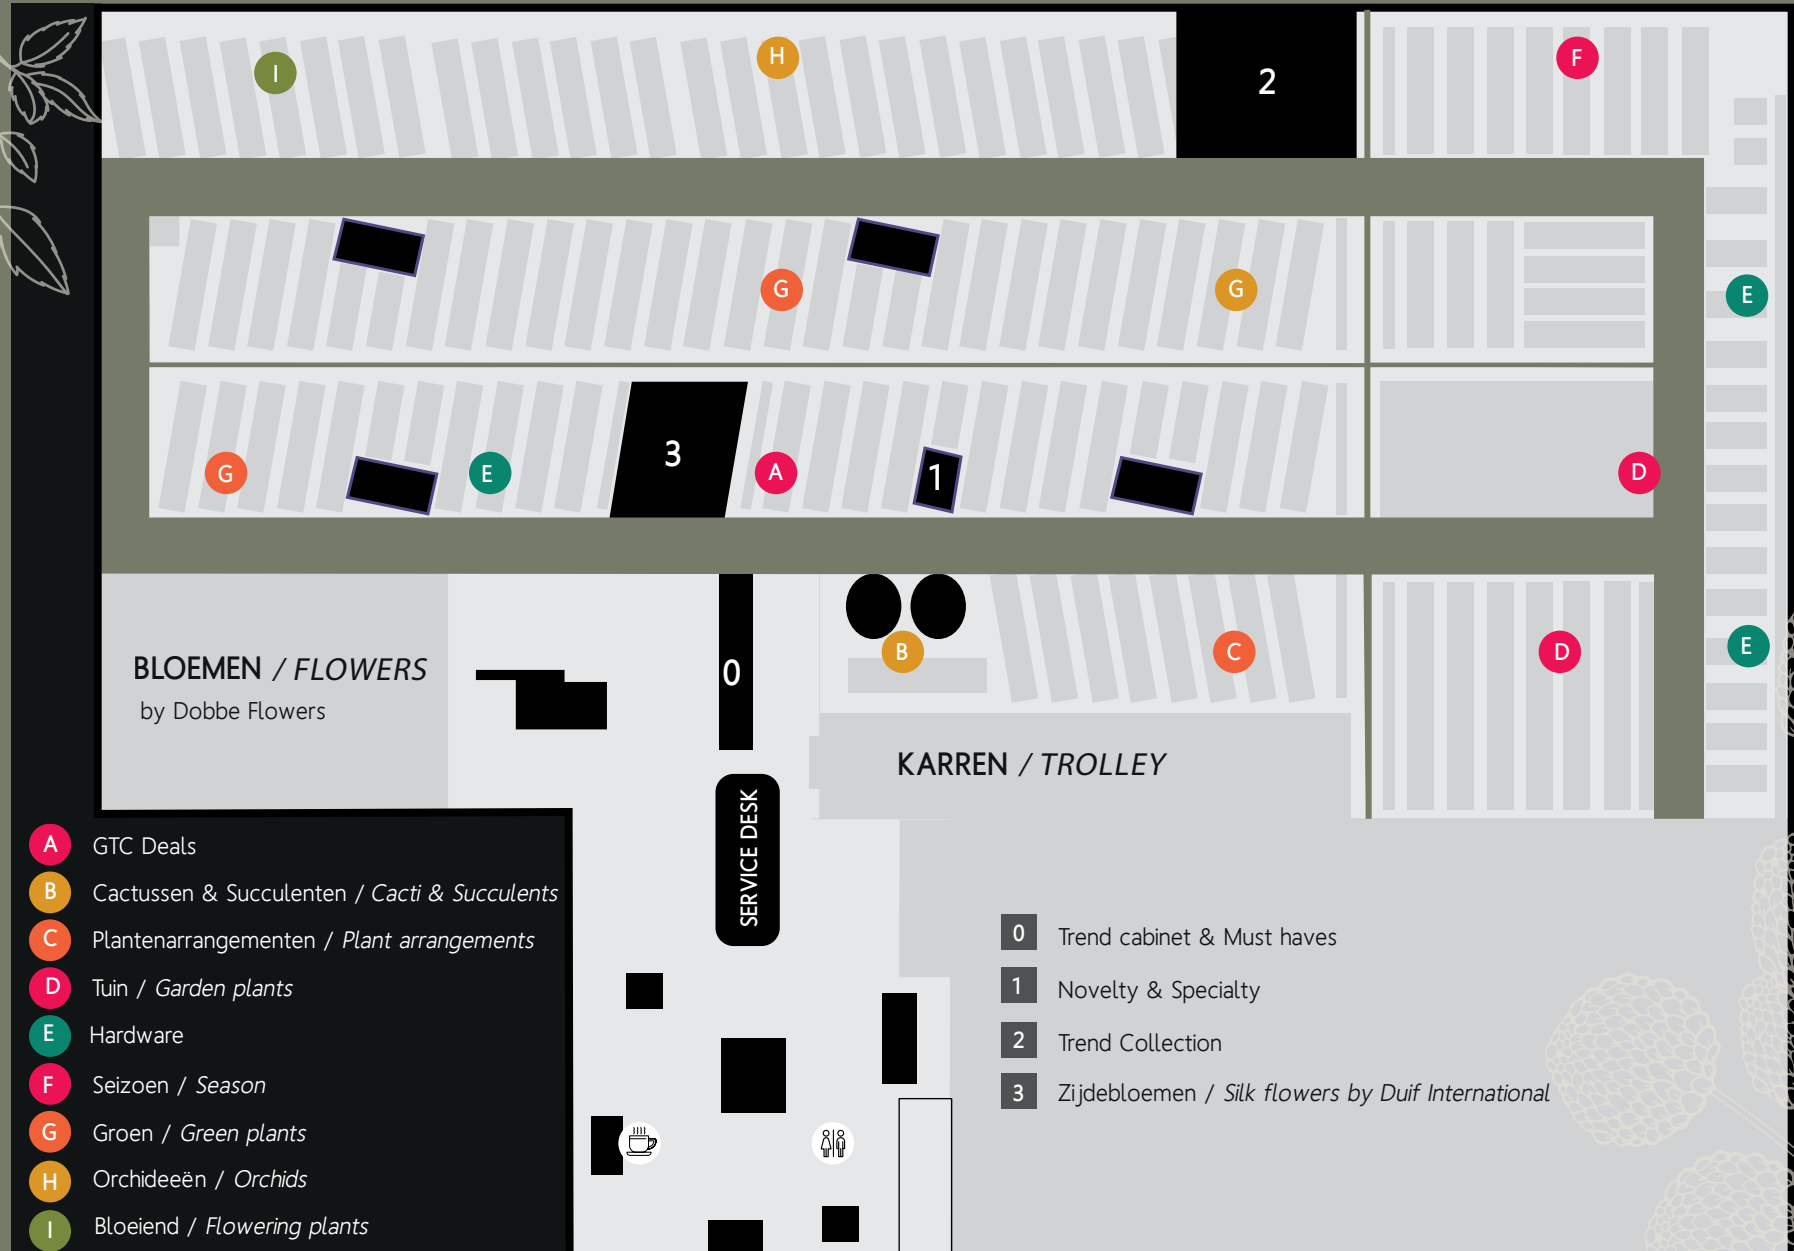 I
H
2
F
G
G
E
G
E
3
A
1
D
BLOEMEN / FLOWERS
by Dobbe Flowers
0
B
C
D
E
KARREN / TROLLEY
SERVICE DESK
A GTC Deals
B Cactussen & Succulenten / Cacti & Succulents
C Plantenarrangementen / Plant arrangements
D Tuin / Garden plants
E Hardware
F Seizoen / Season
G Groen / Green plants
H Orchideeën / Orchids
I Bloeiend / Flowering plants
0 Trend cabinet & Must haves
1 Novelty & Specialty
2 Trend Collection
3 Zijdebloemen / Silk flowers by Duif International